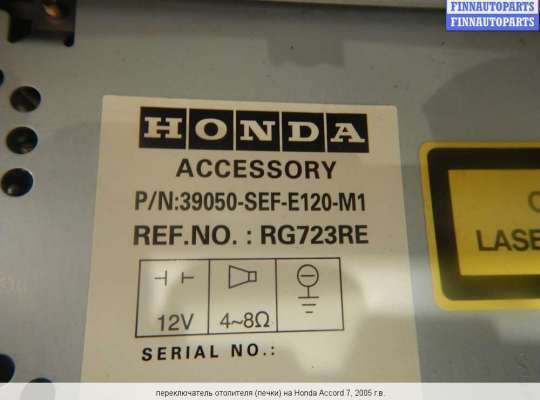 FINNAUTOPARTS
FINNAUTOPARTS
HONDA
ACCESSORY
P/N:39050-SEF-E120-M1
REF.NO. : RG723RE
12V
4~8Ω
SERIAL NO.:
LASE
переключатель отопителя (печки) на Honda Accord 7, 2005 г.в.